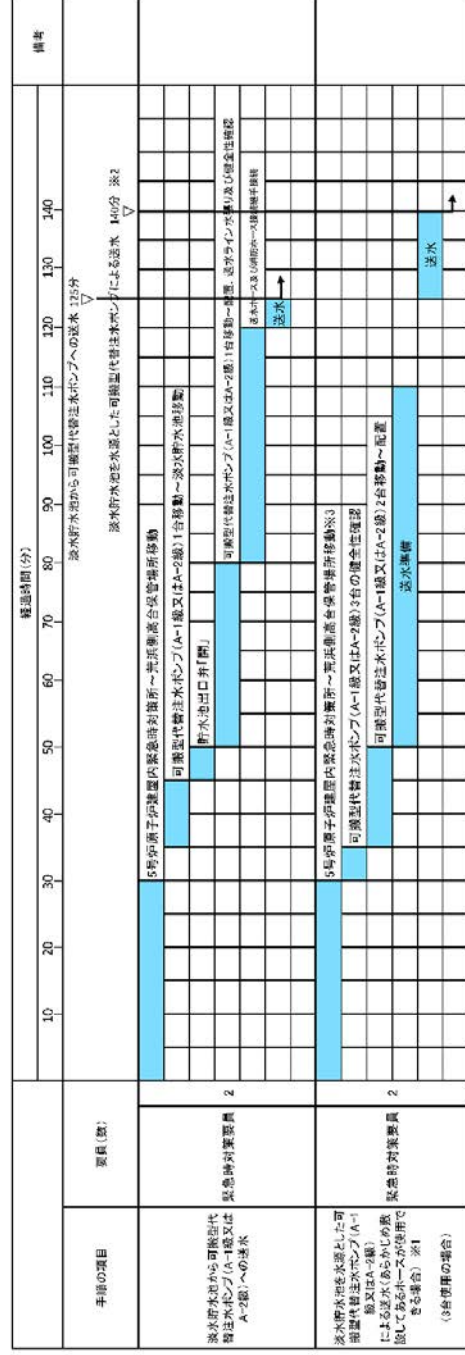 手順の項目
要員(数)
経過時間(分)
備考
10
20
30
40
50
60
70
80
90
100
110
120
130
140
淡水貯水池から可搬型代替注水ポンプへの送水 125分
淡水貯水池を水源とした可搬型代替注水ポンプによる送水 140分 ※2
淡水貯水池から可搬型代
替注水ポンプ(A-1級又は
A-2級)への送水
緊急時対策要員
2
5号炉原子炉建屋内緊急時対策所～荒浜側高台保管場所移動
可搬型代替注水ポンプ(A-1級又はA-2級)1台移動～淡水貯水池移動
貯水池出口弁「開」
可搬型代替注水ポンプ(A-1級又はA-2級)1台移動～配置、送水ライン水張り及び健全性確認
送水ホース及び消防ホース接続継手接続
送水
淡水貯水池を水源とした可
搬型代替注水ポンプ(A-1
級又はA-2級)
による送水(あらかじめ敷
設してあるホースが使用で
きる場合) ※1
(3台使用の場合)
緊急時対策要員
2
5号炉原子炉建屋内緊急時対策所～荒浜側高台保管場所移動※3
可搬型代替注水ポンプ(A-1級又はA-2級)3台の健全性確認
可搬型代替注水ポンプ(A-1級又はA-2級)2台移動～配置
送水準備
送水